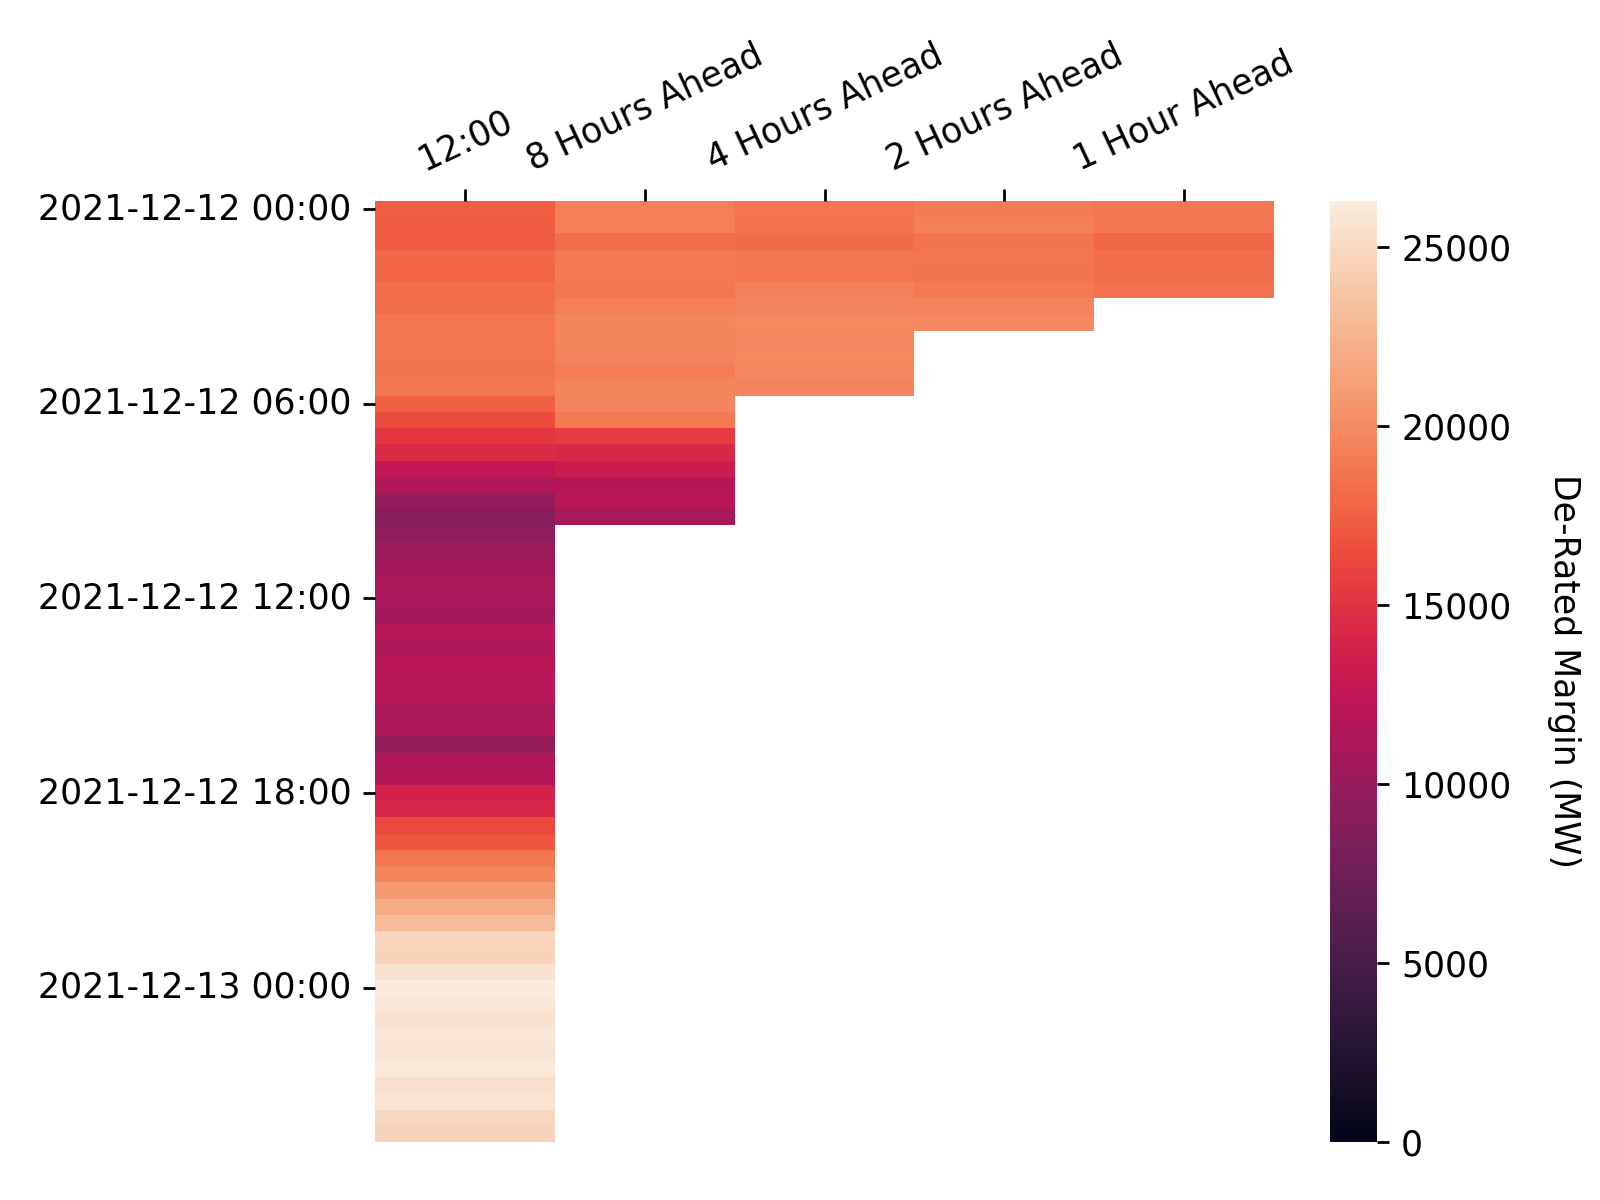 12:00
8 Hours Ahead
4 Hours Ahead
2 Hours Ahead
1 Hour Ahead
2021-12-12 00:00
2021-12-12 06:00
2021-12-12 12:00
2021-12-12 18:00
2021-12-13 00:00
25000
20000
15000
10000
5000
0
De-Rated Margin (MW)